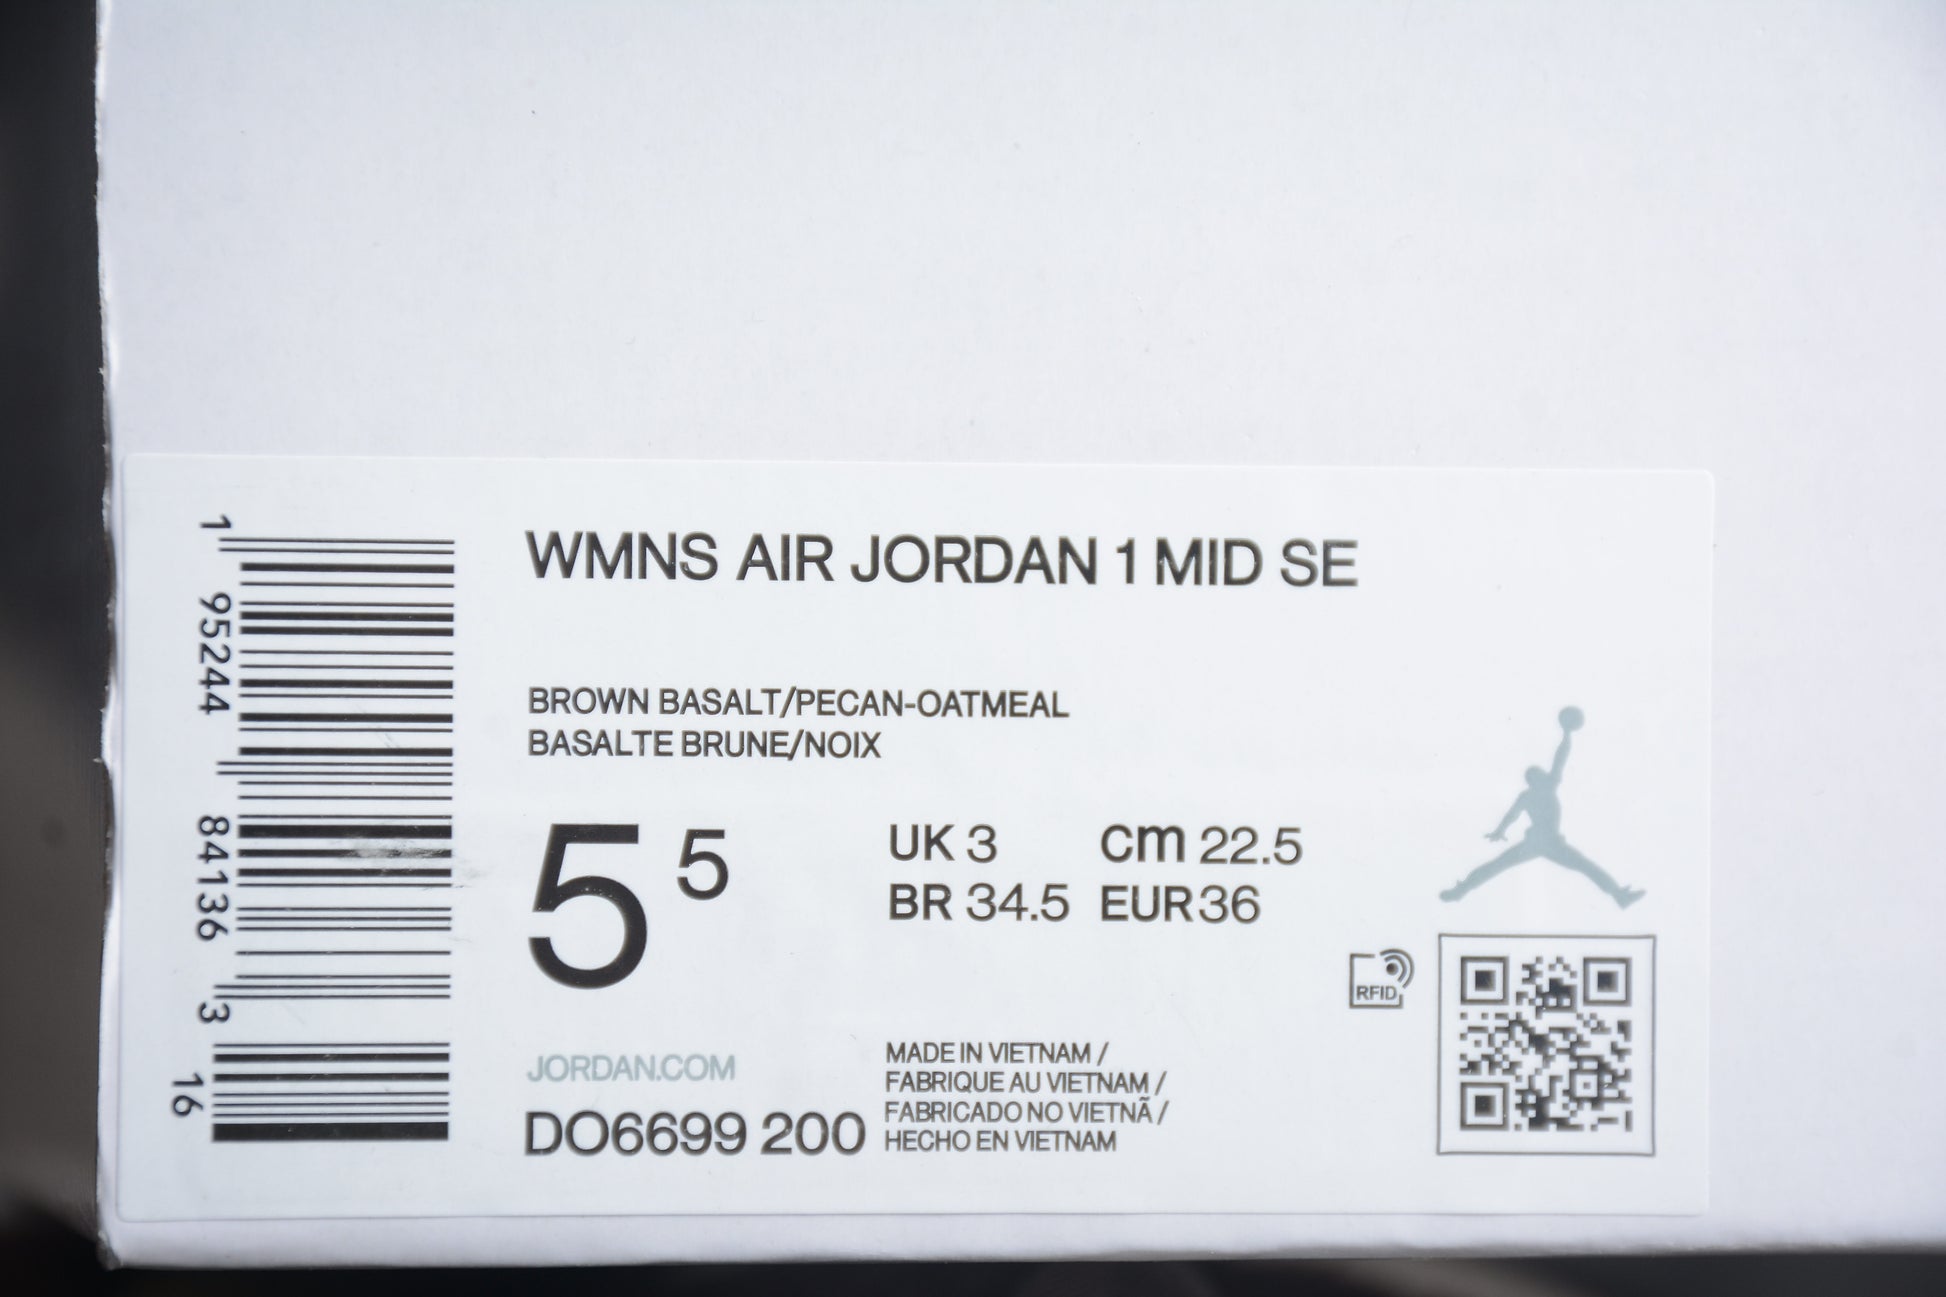 WMNS AIR JORDAN 1 MID SE
BROWN BASALT/PECAN-OATMEAL
BASALTE BRUNE/NOIX
5 5
UK 3 cm 22.5
BR 34.5 EUR 36
RFID
JORDAN.COM
DO6699 200
MADE IN VIETNAM /
FABRIQUE AU VIETNAM /
FABRICADO NO VIETNÃ /
HECHO EN VIETNAM
1 95244 84136 3
16